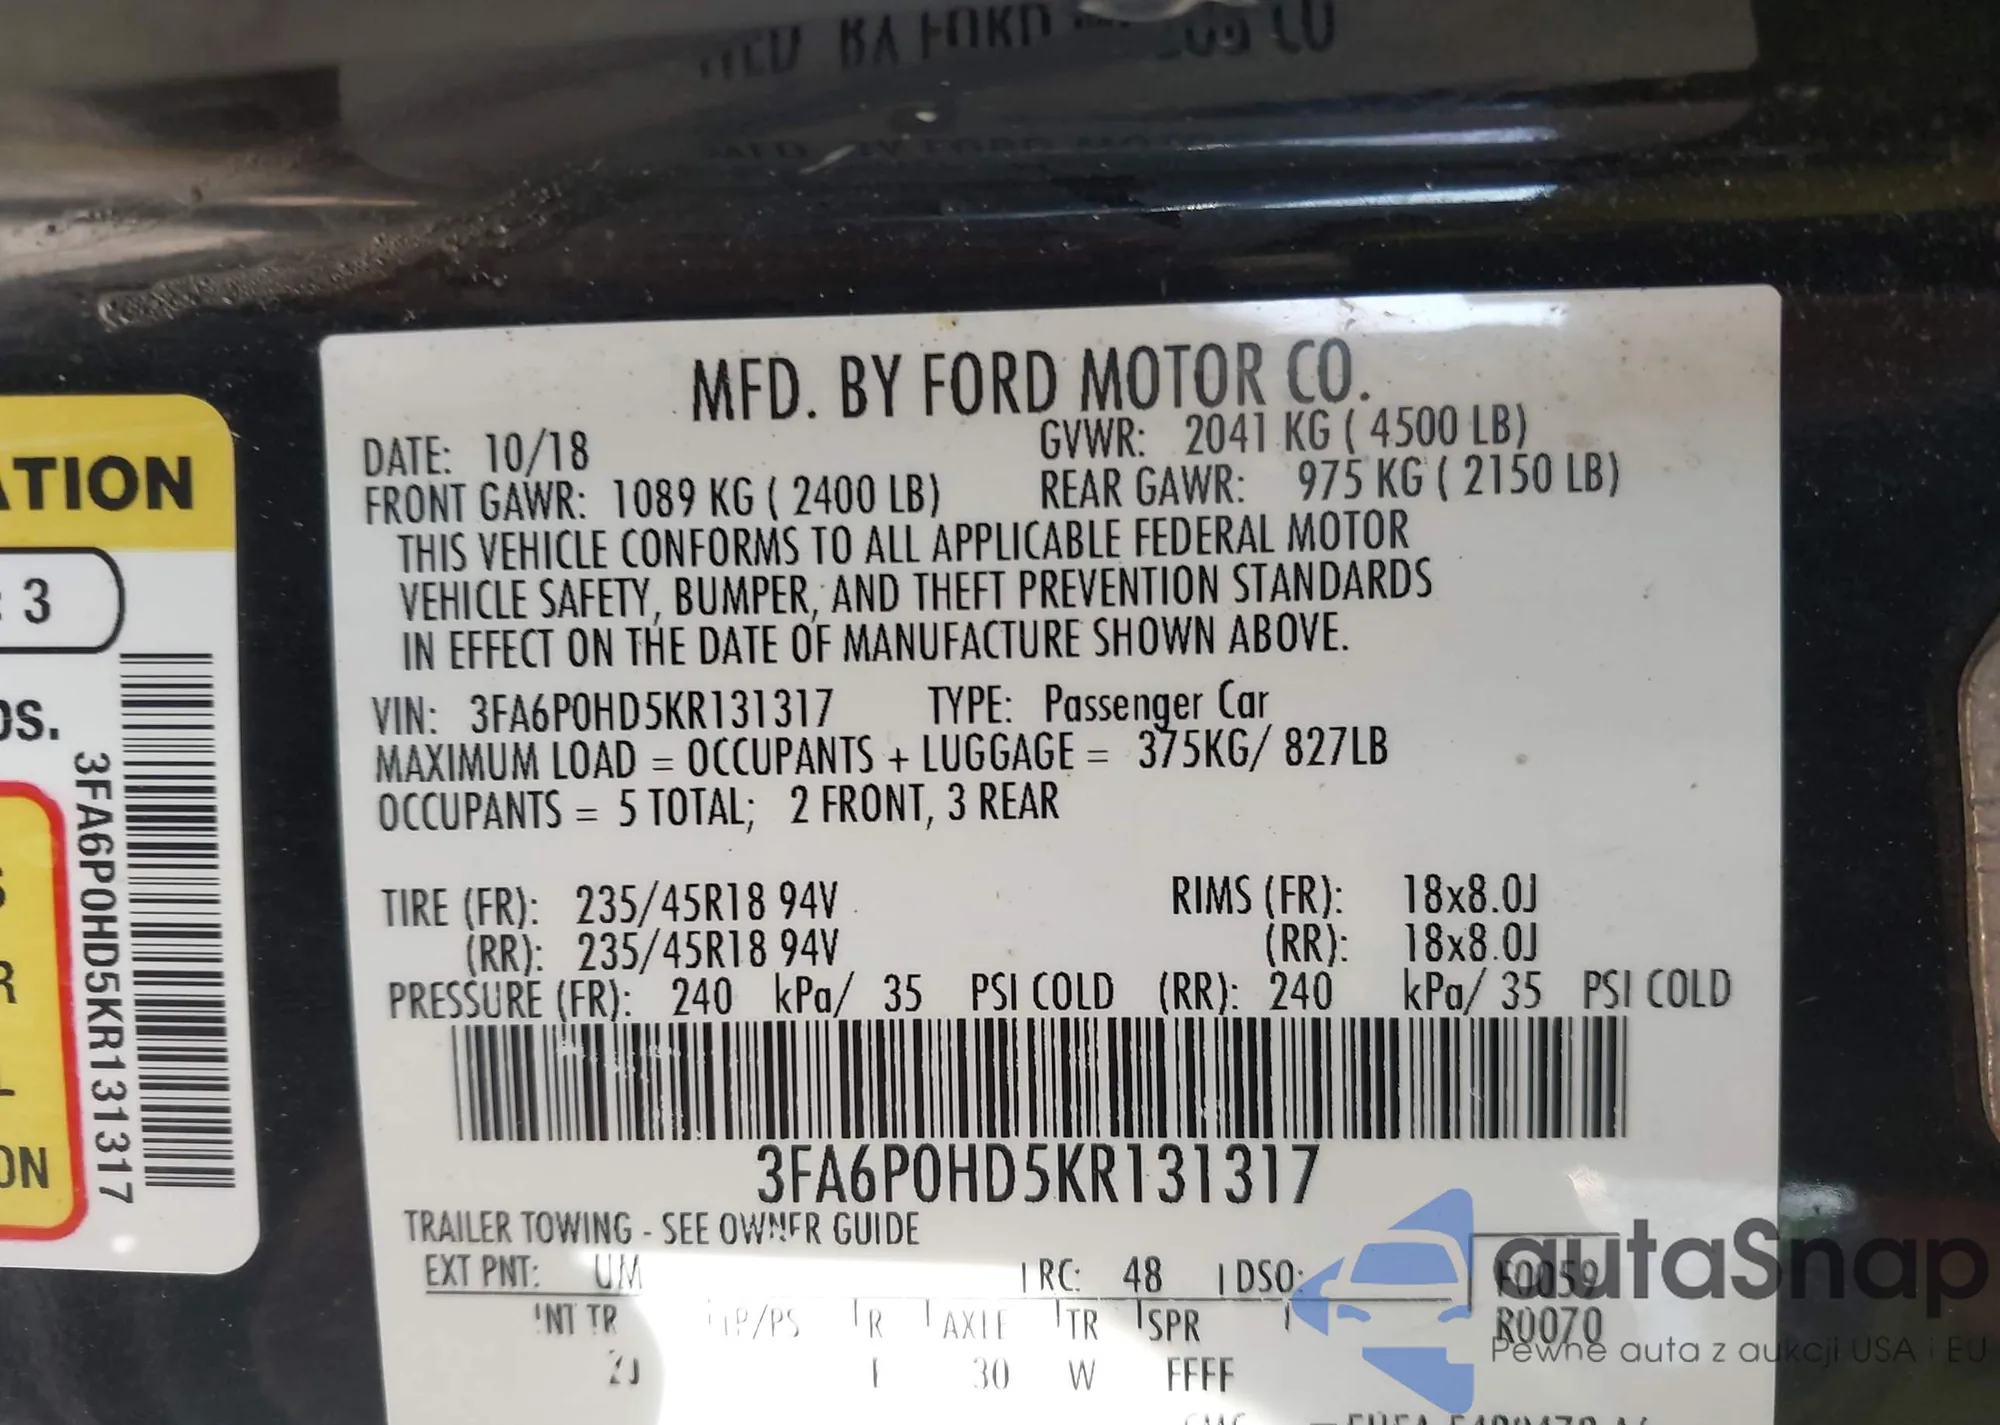 MFD. BY FORD MOTOR CO.
DATE: 10/18 GVWR: 2041 KG ( 4500 LB)
FRONT GAWR: 1089 KG ( 2400 LB) REAR GAWR: 975 KG ( 2150 LB)
THIS VEHICLE CONFORMS TO ALL APPLICABLE FEDERAL MOTOR
VEHICLE SAFETY, BUMPER, AND THEFT PREVENTION STANDARDS
IN EFFECT ON THE DATE OF MANUFACTURE SHOWN ABOVE.
VIN: 3FA6P0HD5KR131317 TYPE: Passenger Car
MAXIMUM LOAD = OCCUPANTS + LUGGAGE = 375KG/ 827LB
OCCUPANTS = 5 TOTAL; 2 FRONT, 3 REAR
TIRE (FR): 235/45R18 94V RIMS (FR): 18x8.0J
(RR): 235/45R18 94V (RR): 18x8.0J
PRESSURE (FR): 240 kPa/ 35 PSI COLD (RR): 240 kPa/ 35 PSI COLD
3FA6P0HD5KR131317
TRAILER TOWING - SEE OWNER GUIDE
EXT PNT: UM RC: 48 DSO: F0059
INT TR TP/PS R AXLE TR SPR R0070
30 W FFFF
ATION
3
3FA6P0HD5KR131317
ON
autaSnap
Pewne auta z aukcji USA i EU